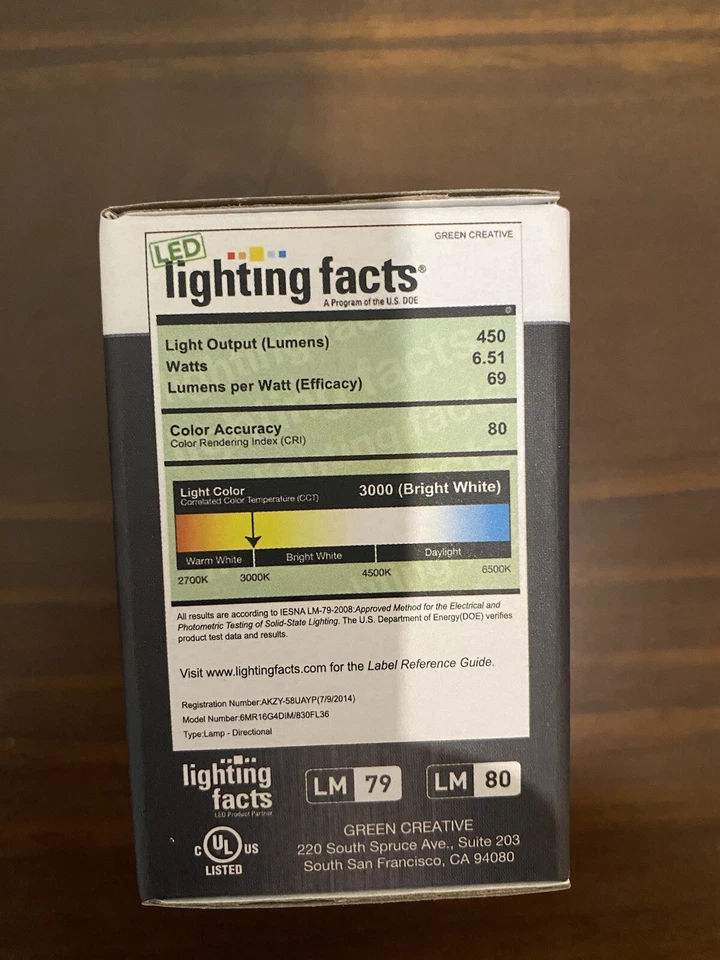 GREEN CREATIVE
LED
lighting facts®
A Program of the U.S. DOE
Light Output (Lumens) 450
Watts 6.51
Lumens per Watt (Efficacy) 69
Color Accuracy 80
Color Rendering Index (CRI)
Light Color 3000 (Bright White)
Correlated Color Temperature (CCT)
Warm White Bright White Daylight
2700K 3000K 4500K 6500K
All results are according to IESNA LM-79-2008:Approved Method for the Electrical and
Photometric Testing of Solid-State Lighting. The U.S. Department of Energy(DOE) verifies
product test data and results.
Visit www.lightingfacts.com for the Label Reference Guide.
Registration Number:AKZY-58UAYP(7/9/2014)
Model Number:6MR16G4DIM/830FL36
Type:Lamp - Directional
lighting
facts
LED Product Partner
LM 79
LM 80
C UL US
LISTED
GREEN CREATIVE
220 South Spruce Ave., Suite 203
South San Francisco, CA 94080